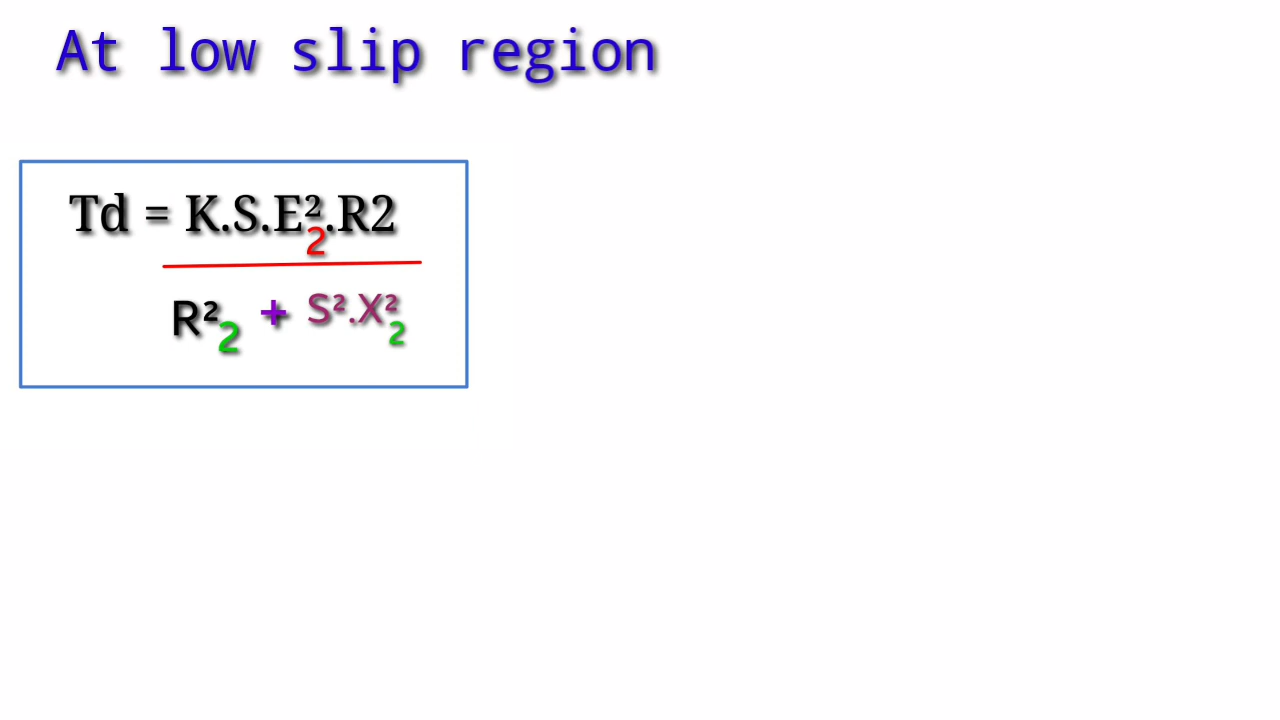 At low slip region
Td = K.S.E²₂.R2
R²₂ + S².X²₂